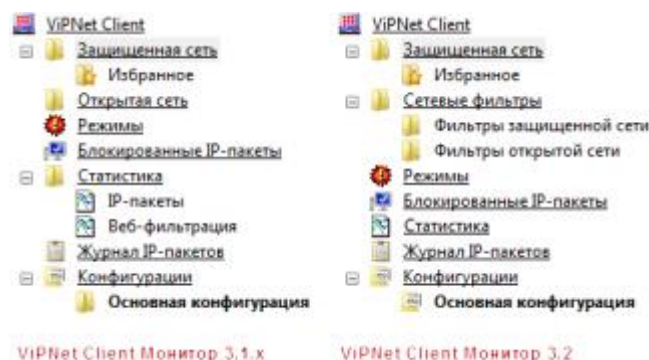 ViPNet Client
Защищенная сеть
Избранное
Открытая сеть
Режимы
Блокированные IP-пакеты
Статистика
IP-пакеты
Веб-фильтрация
Журнал IP-пакетов
Конфигурации
Основная конфигурация
ViPNet Client Монитор 3.1.x
ViPNet Client
Защищенная сеть
Избранное
Сетевые фильтры
Фильтры защищенной сети
Фильтры открытой сети
Режимы
Блокированные IP-пакеты
Статистика
Журнал IP-пакетов
Конфигурации
Основная конфигурация
ViPNet Client Монитор 3.2